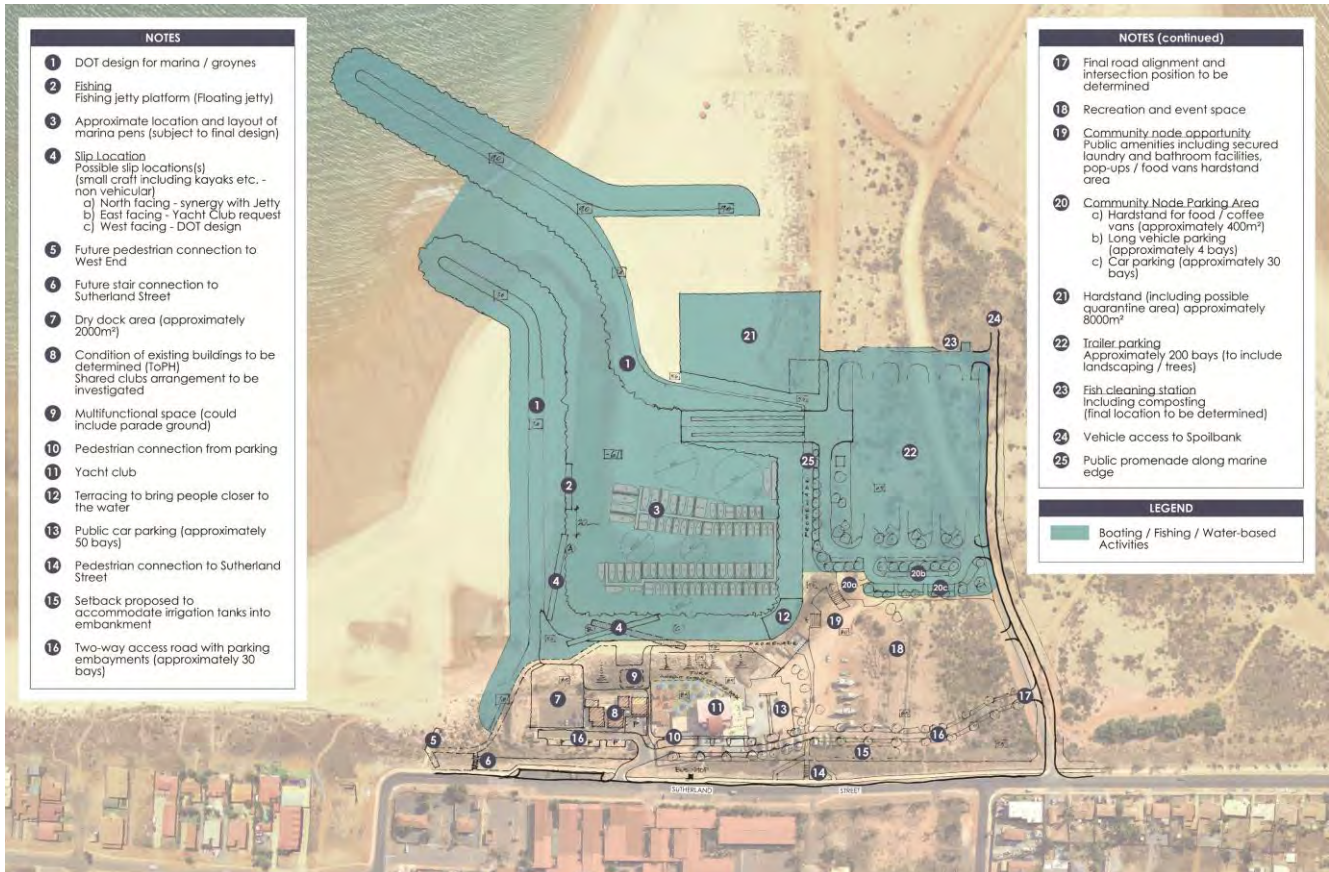 NOTES
1 DOT design for marina / groynes
2 Fishing
Fishing jetty platform (Floating jetty)
3 Approximate location and layout of
marina pens (subject to final design)
4 Slip Location
Possible slip locations(s)
(small craft including kayaks etc. -
non vehicular)
a) North facing - synergy with Jetty
b) East facing - Yacht Club request
c) West facing - DOT design
5 Future pedestrian connection to
West End
6 Future stair connection to
Sutherland Street
7 Dry dock area (approximately
2000m²)
8 Condition of existing buildings to be
determined (ToPH)
Shared clubs arrangement to be
investigated
9 Multifunctional space (could
include parade ground)
10 Pedestrian connection from parking
11 Yacht club
12 Terracing to bring people closer to
the water
13 Public car parking (approximately
50 bays)
14 Pedestrian connection to Sutherland
Street
15 Setback proposed to
accommodate irrigation tanks into
embankment
16 Two-way access road with parking
embayments (approximately 30
bays)
NOTES (continued)
17 Final road alignment and
intersection position to be
determined
18 Recreation and event space
19 Community node opportunity
Public amenities including secured
laundry and bathroom facilities,
pop-ups / food vans hardstand
area
20 Community Node Parking Area
a) Hardstand for food / coffee
vans (approximately 400m²)
b) Long vehicle parking
(approximately 4 bays)
c) Car parking (approximately 30
bays)
21 Hardstand (including possible
quarantine area) approximately
8000m²
22 Trailer parking
Approximately 200 bays (to include
landscaping / trees)
23 Fish cleaning station
Including composting
(final location to be determined)
24 Vehicle access to Spoilbank
25 Public promenade along marine
edge
LEGEND
Boating / Fishing / Water-based
Activities
24
23
21
1
1
22
25
2
3
PROMENADE
4
20b
20a
20c
12
4
19
PROMENADE
18
9
7
11
17
8
13
16
10
16
15
5
6
14
SUTHERLAND
STREET